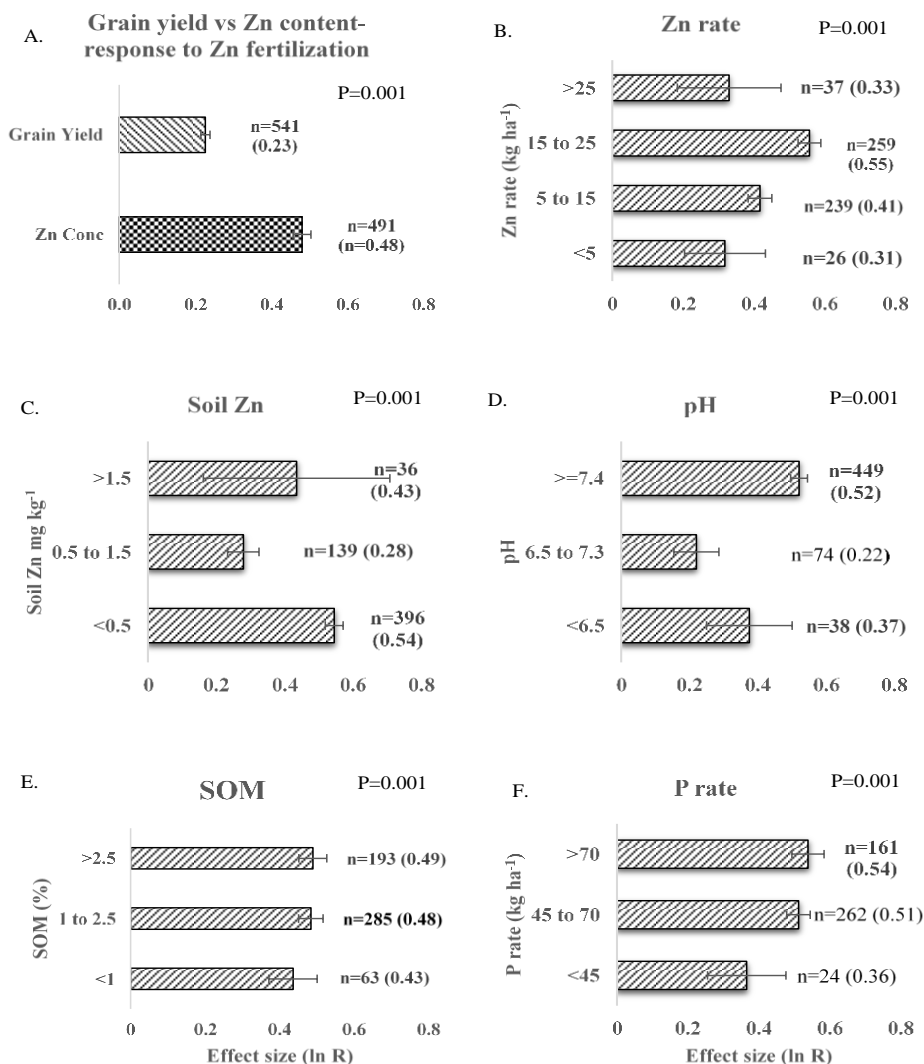 A.
Grain yield vs Zn content-
response to Zn fertilization
P=0.001
Grain Yield
n=541
(0.23)
Zn Conc
n=491
(n=0.48)
0.0 0.2 0.4 0.6 0.8
B.
Zn rate
P=0.001
Zn rate (kg ha-1)
>25
n=37 (0.33)
15 to 25
n=259
(0.55)
5 to 15
n=239 (0.41)
<5
n=26 (0.31)
0 0.2 0.4 0.6 0.8
C.
Soil Zn
P=0.001
Soil Zn mg kg-1
>1.5
n=36
(0.43)
0.5 to 1.5
n=139 (0.28)
<0.5
n=396
(0.54)
0 0.2 0.4 0.6 0.8
D.
pH
P=0.001
pH
>=7.4
n=449
(0.52)
6.5 to 7.3
n=74 (0.22)
<6.5
n=38 (0.37)
0 0.2 0.4 0.6 0.8
E.
SOM
P=0.001
SOM (%)
>2.5
n=193 (0.49)
1 to 2.5
n=285 (0.48)
<1
n=63 (0.43)
0 0.2 0.4 0.6 0.8
Effect size (ln R)
F.
P rate
P=0.001
P rate (kg ha-1)
>70
n=161
(0.54)
45 to 70
n=262 (0.51)
<45
n=24 (0.36)
0 0.2 0.4 0.6 0.8
Effect size (ln R)